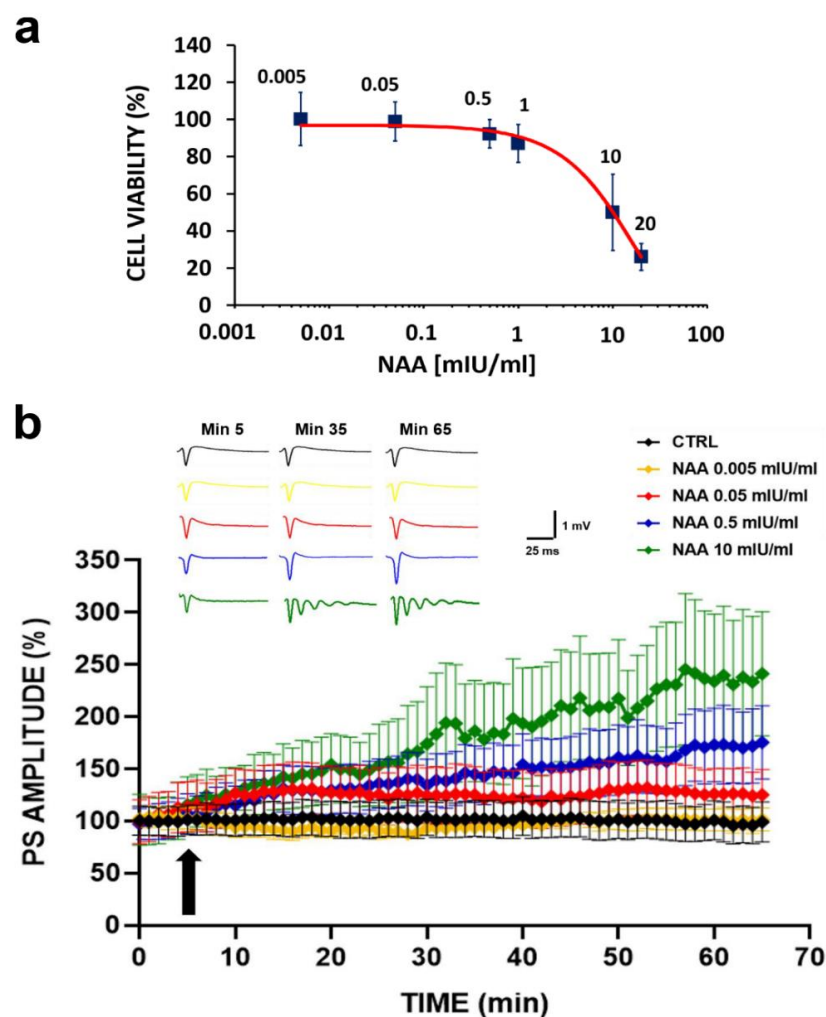 a
CELL VIABILITY (%)
140
120
100
80
60
40
20
0
0.005
0.05
0.5
1
10
20
0.001
0.01
0.1
1
10
100
NAA [mIU/ml]
b
Min 5
Min 35
Min 65
CTRL
NAA 0.005 mIU/ml
NAA 0.05 mIU/ml
NAA 0.5 mIU/ml
NAA 10 mIU/ml
1 mV
25 ms
PS AMPLITUDE (%)
350
300
250
200
150
100
50
0
0
10
20
30
40
50
60
70
TIME (min)